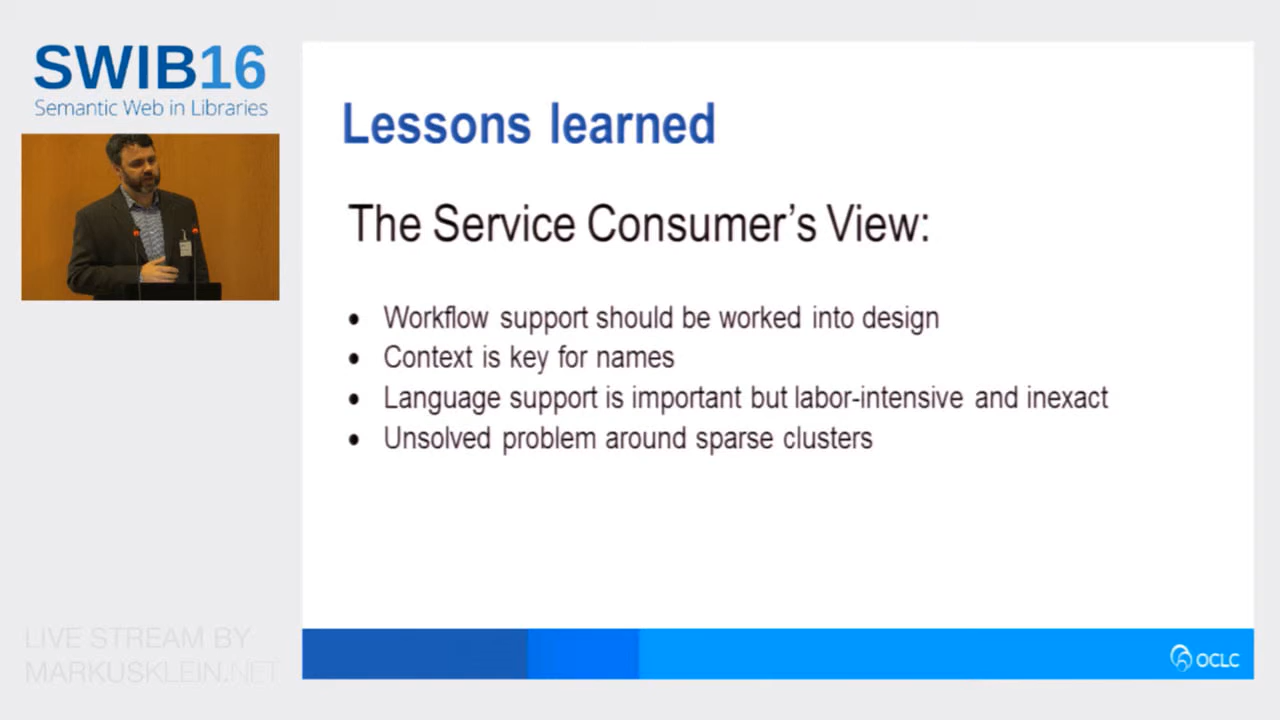 SWIB16
Semantic Web in Libraries
Lessons learned
The Service Consumer’s View:
• Workflow support should be worked into design
• Context is key for names
• Language support is important but labor-intensive and inexact
• Unsolved problem around sparse clusters
LIVE STREAM BY
MARKUSKLEIN.NET
OCLC